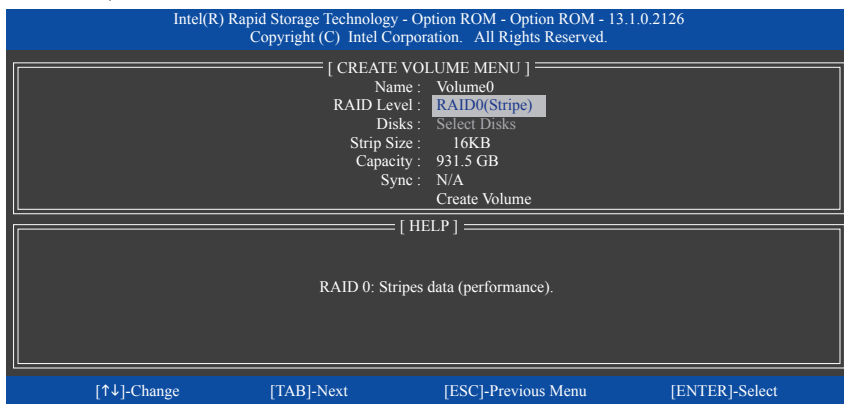 Intel(R) Rapid Storage Technology - Option ROM - Option ROM - 13.1.0.2126
Copyright (C) Intel Corporation. All Rights Reserved.
[ CREATE VOLUME MENU ]
Name : Volume0
RAID Level : RAID0(Stripe)
Disks : Select Disks
Strip Size : 16KB
Capacity : 931.5 GB
Sync : N/A
Create Volume
[ HELP ]
RAID 0: Stripes data (performance).
[↑↓]-Change [TAB]-Next [ESC]-Previous Menu [ENTER]-Select